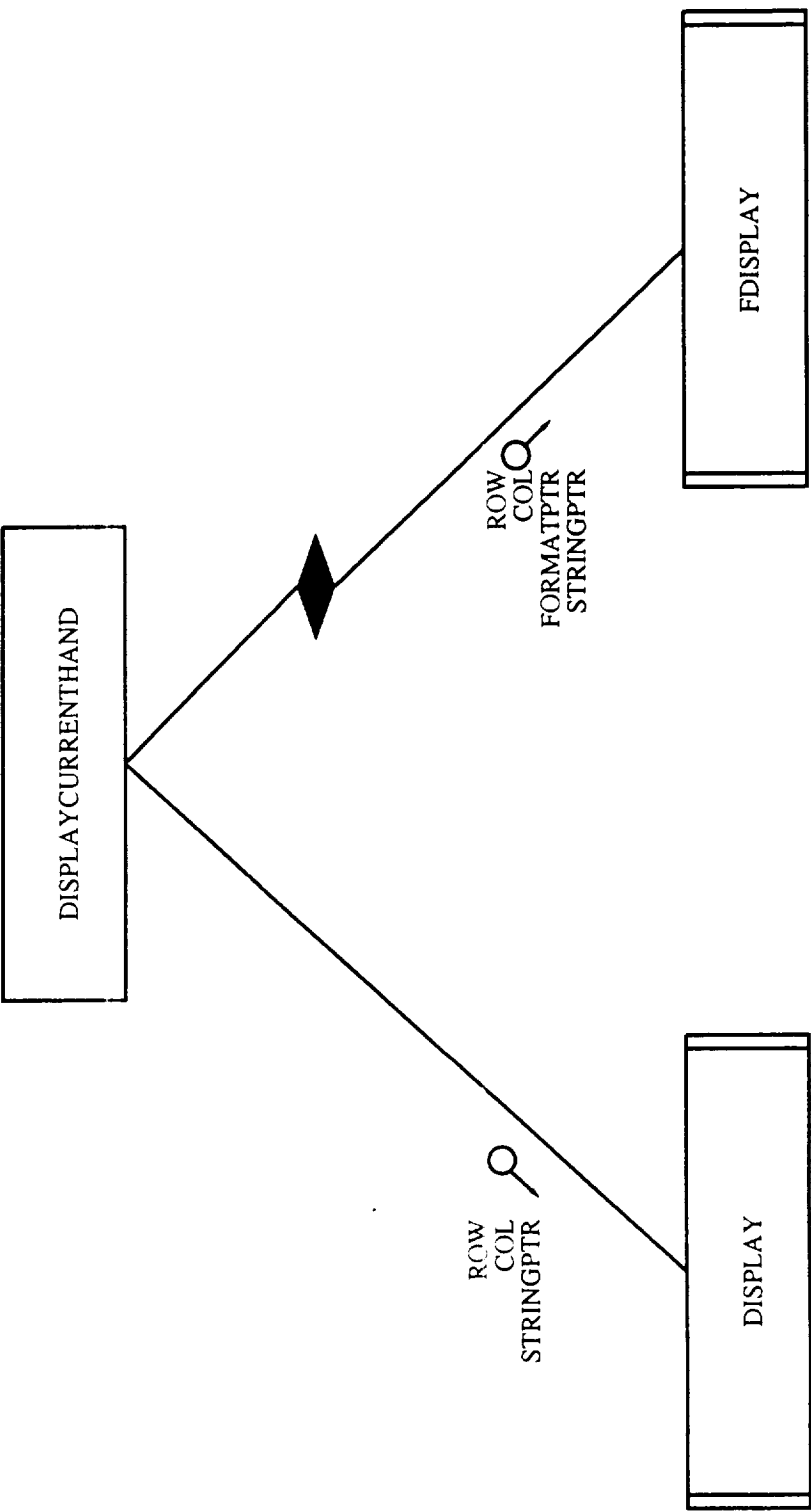 DISPLAYCURRENTHAND
ROW
COL
STRINGPTR
ROW
COL
FORMATPTR
STRINGPTR
DISPLAY
FDISPLAY